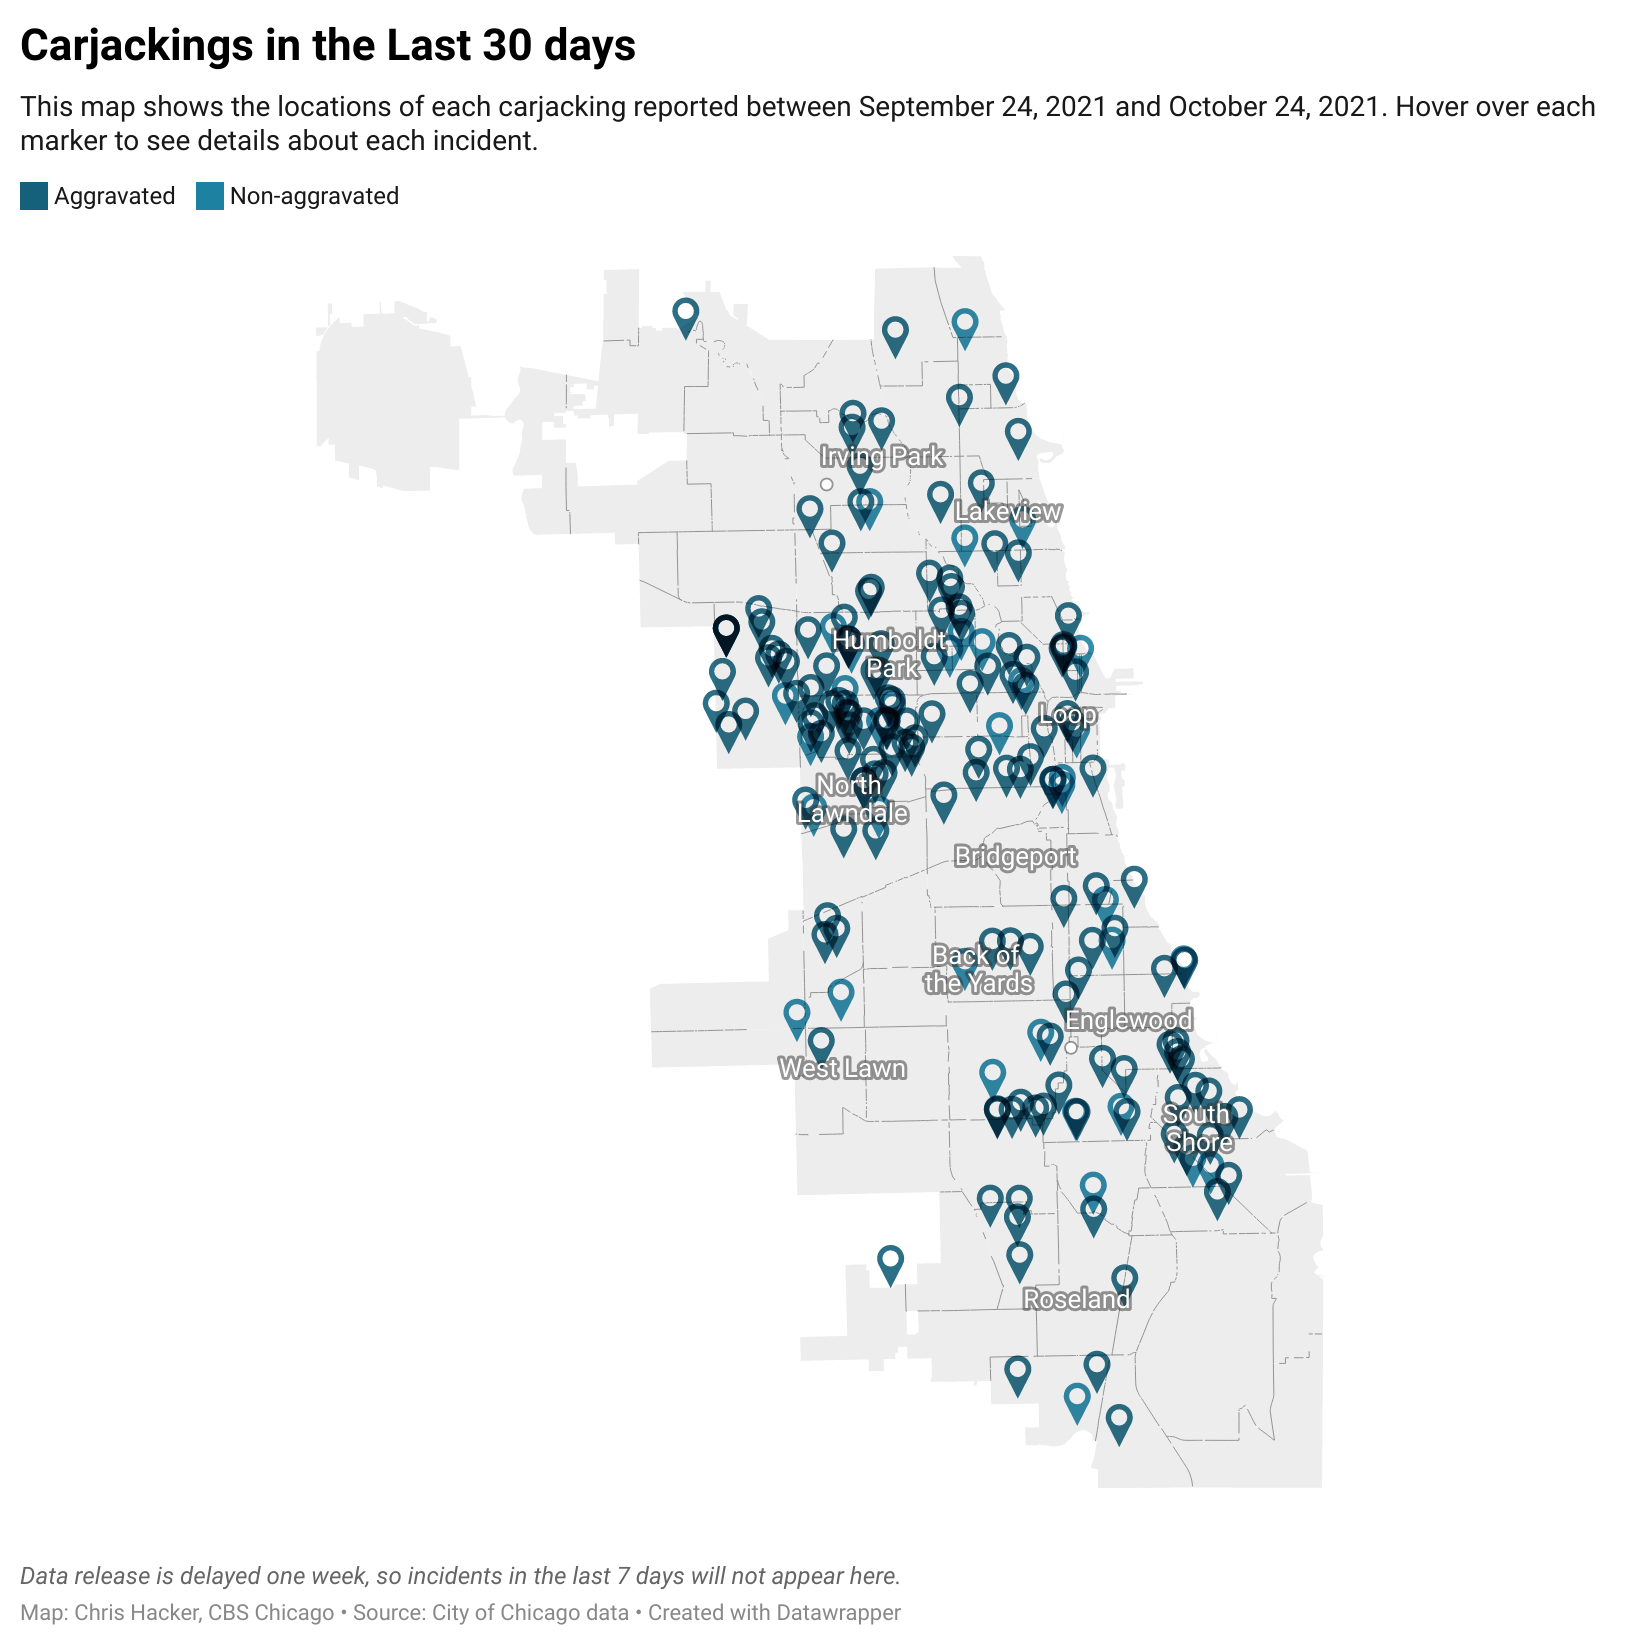 Carjackings in the Last 30 days
This map shows the locations of each carjacking reported between September 24, 2021 and October 24, 2021. Hover over each
marker to see details about each incident.
Aggravated Non-aggravated
Irving Park
Lakeview
Humboldt
Park
Loop
North
Lawndale
Bridgeport
Back of
the Yards
Englewood
West Lawn
South
Shore
Roseland
Data release is delayed one week, so incidents in the last 7 days will not appear here.
Map: Chris Hacker, CBS Chicago • Source: City of Chicago data • Created with Datawrapper